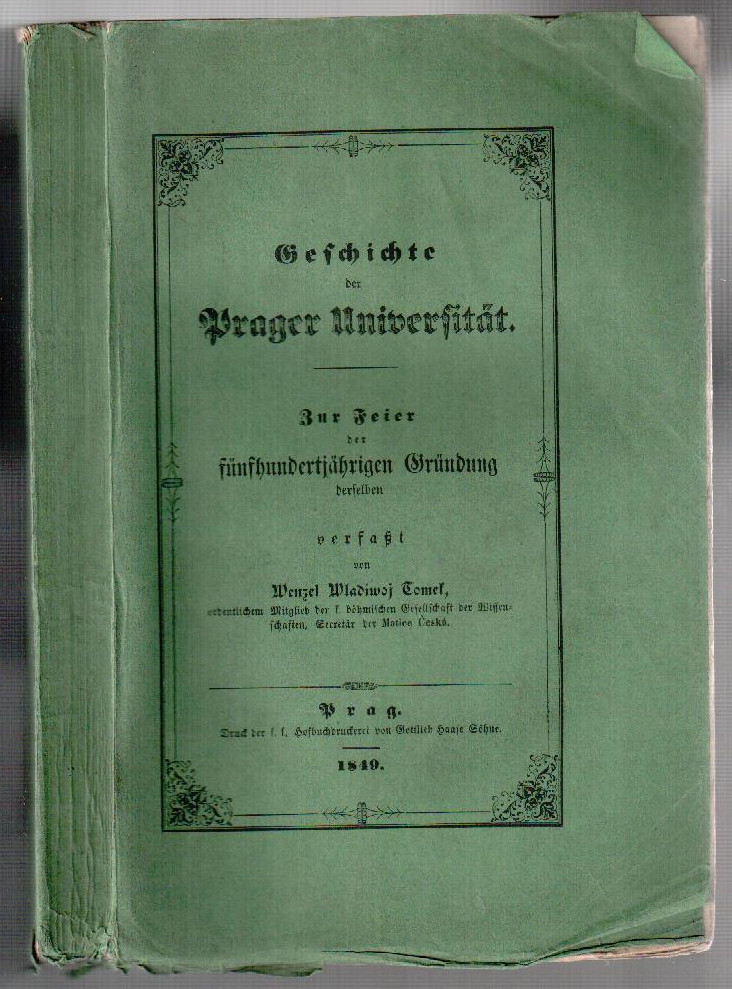 Geschichte
der
Prager Universität.
Zur Feier
der
fünfhundertjährigen Gründung
derselben
verfaßt
von
Wenzel Wladiwoj Tomek,
ordentlichem Mitglied der k. böhmischen Gesellschaft der Wissen-
schaften, Secretär der Matice Česká.
Prag.
Druck der k. k. Hofbuchdruckerei von Gottlieb Haase Söhne.
1849.